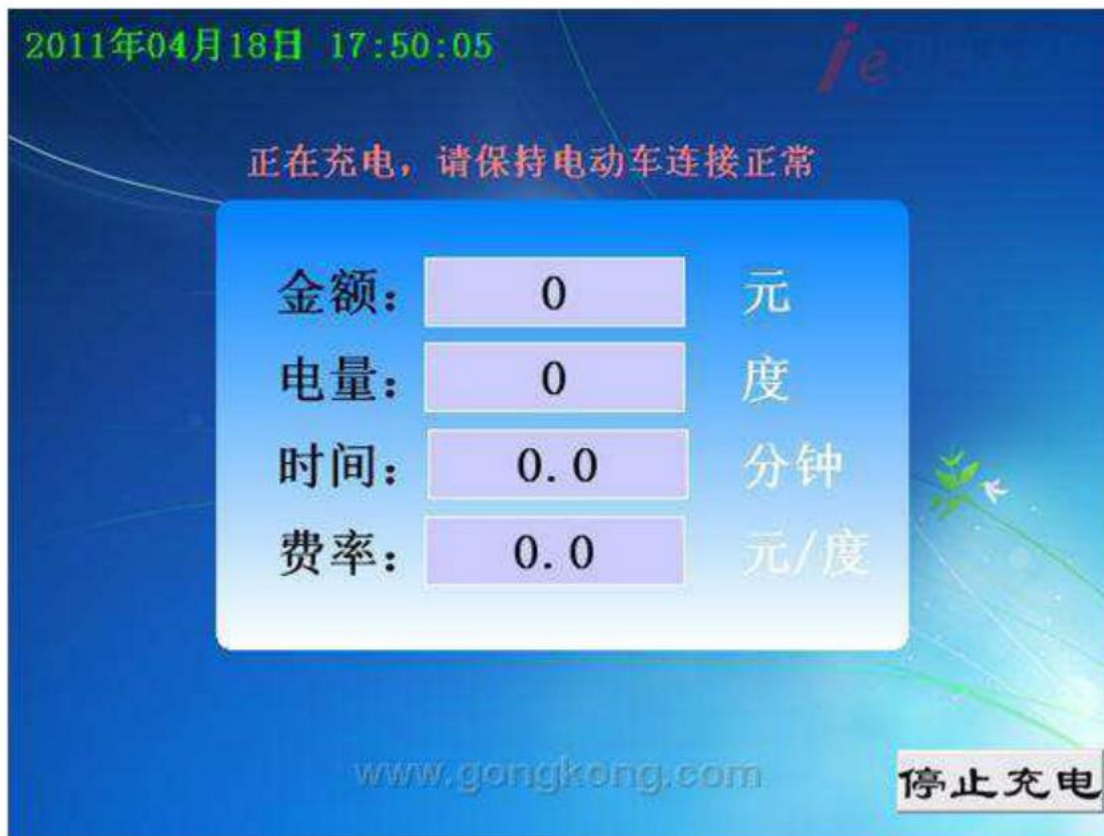 2011年04月18日 17:50:05
正在充电，请保持电动车连接正常
金额： 0 元
电量： 0 度
时间： 0.0 分钟
费率： 0.0 元/度
www.gongkong.com
停止充电